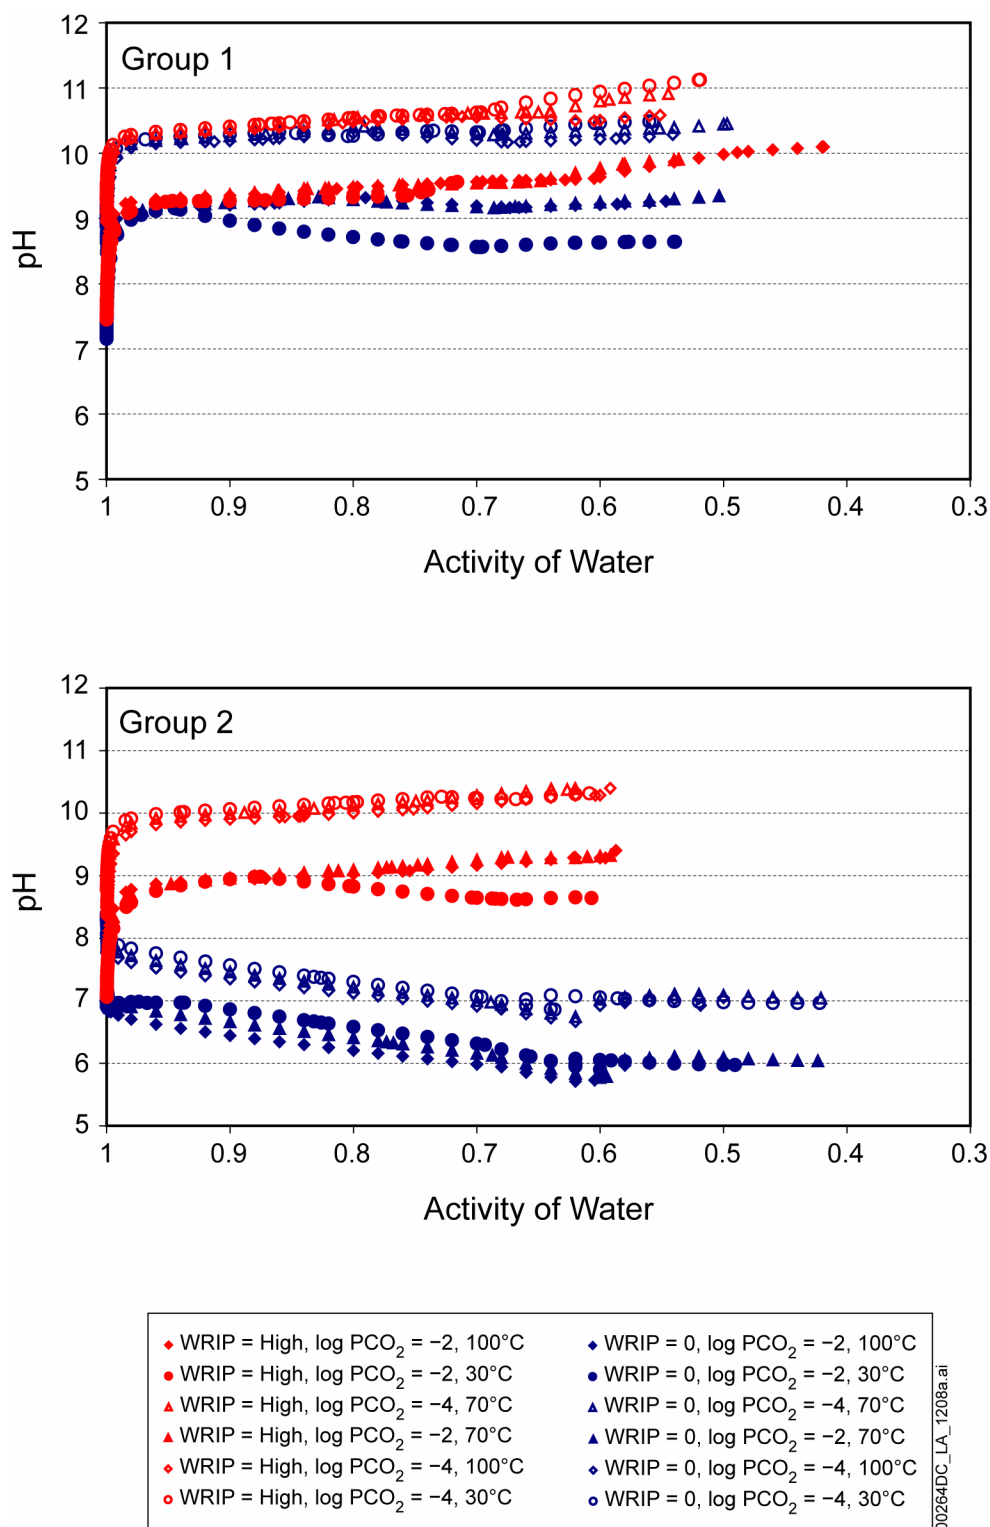 Group 1
12
11
10
9
8
7
6
5
pH
1 0.9 0.8 0.7 0.6 0.5 0.4 0.3
Activity of Water
Group 2
12
11
10
9
8
7
6
5
pH
1 0.9 0.8 0.7 0.6 0.5 0.4 0.3
Activity of Water
WRIP = High, log PCO2 = −2, 100°C
WRIP = High, log PCO2 = −2, 30°C
WRIP = High, log PCO2 = −4, 70°C
WRIP = High, log PCO2 = −2, 70°C
WRIP = High, log PCO2 = −4, 100°C
WRIP = High, log PCO2 = −4, 30°C
WRIP = 0, log PCO2 = −2, 100°C
WRIP = 0, log PCO2 = −2, 30°C
WRIP = 0, log PCO2 = −4, 70°C
WRIP = 0, log PCO2 = −2, 70°C
WRIP = 0, log PCO2 = −4, 100°C
WRIP = 0, log PCO2 = −4, 30°C
00264DC_LA_1208a.ai